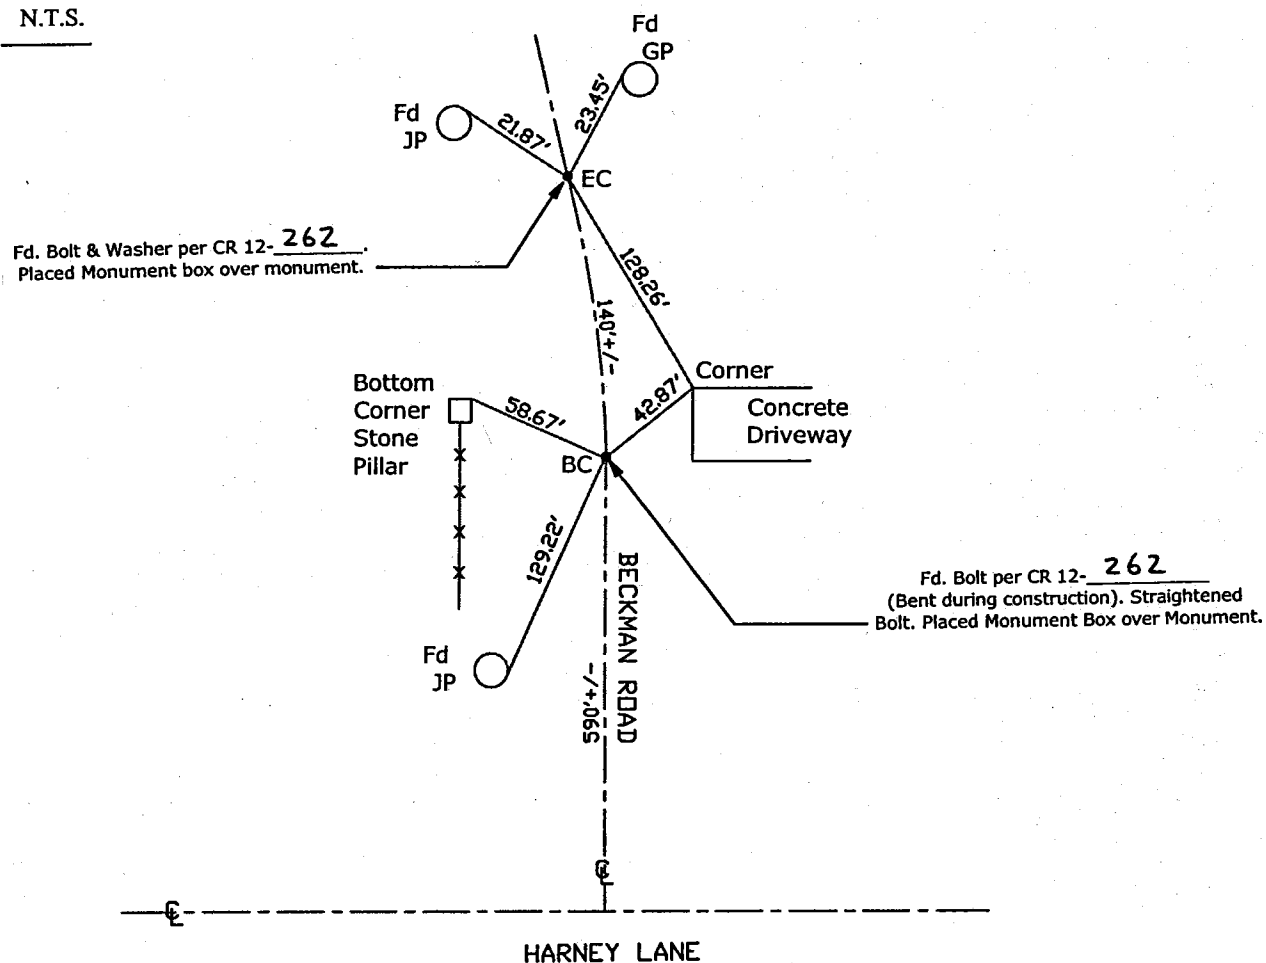 N.T.S.
Fd
GP
Fd
JP
21.87'
23.45'
EC
Fd. Bolt & Washer per CR 12-262.
Placed Monument box over monument.
128.26'
140'+/-
Corner
Concrete
Driveway
Bottom
Corner
Stone
Pillar
58.67'
42.87'
BC
129.22'
BECKMAN ROAD
590'+/-
Fd. Bolt per CR 12-262
(Bent during construction). Straightened
Bolt. Placed Monument Box over Monument.
Fd
JP
℄
℄
HARNEY LANE